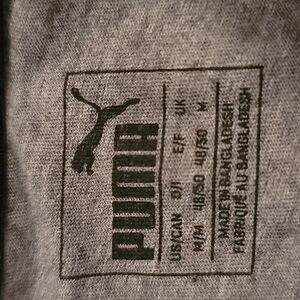 PUMA
US/CAN D/I E/F UK
M/M 48/50 48/50 M
MADE IN BANGLADESH
FABRIQUE AU BANGLADESH